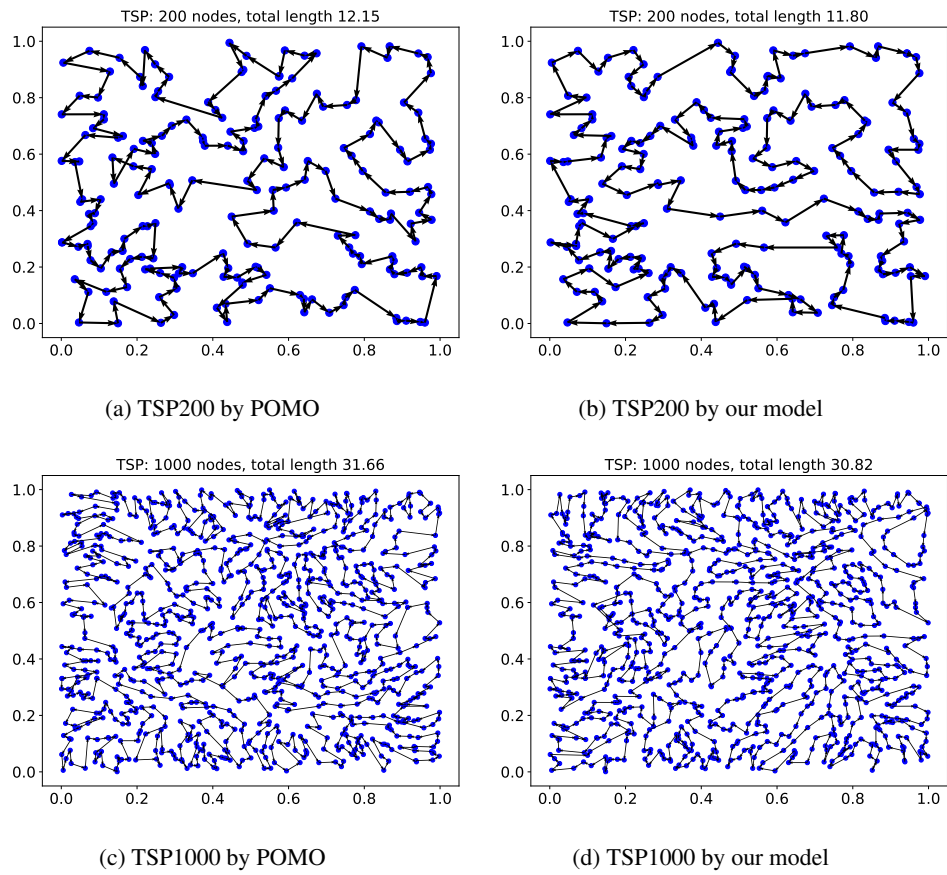 TSP: 200 nodes, total length 12.15
1.0
0.8
0.6
0.4
0.2
0.0
0.0 0.2 0.4 0.6 0.8 1.0
(a) TSP200 by POMO
TSP: 200 nodes, total length 11.80
1.0
0.8
0.6
0.4
0.2
0.0
0.0 0.2 0.4 0.6 0.8 1.0
(b) TSP200 by our model
TSP: 1000 nodes, total length 31.66
1.0
0.8
0.6
0.4
0.2
0.0
0.0 0.2 0.4 0.6 0.8 1.0
(c) TSP1000 by POMO
TSP: 1000 nodes, total length 30.82
1.0
0.8
0.6
0.4
0.2
0.0
0.0 0.2 0.4 0.6 0.8 1.0
(d) TSP1000 by our model